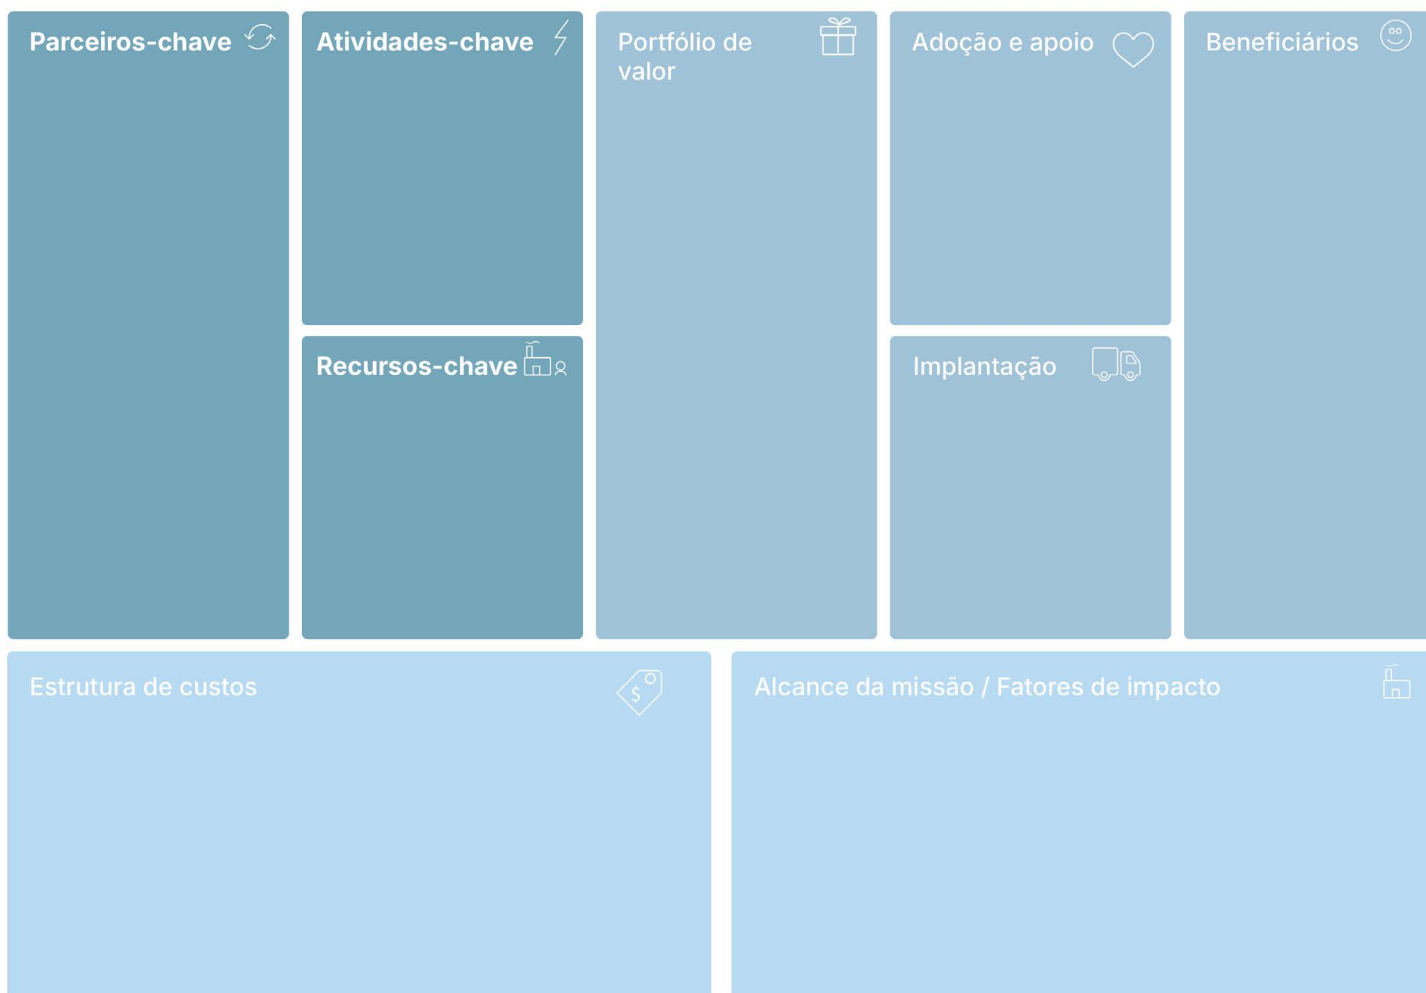 Parceiros-chave
Atividades-chave
Portfólio de
valor
Adoção e apoio
Beneficiários
Recursos-chave
Implantação
Estrutura de custos
$
Alcance da missão / Fatores de impacto